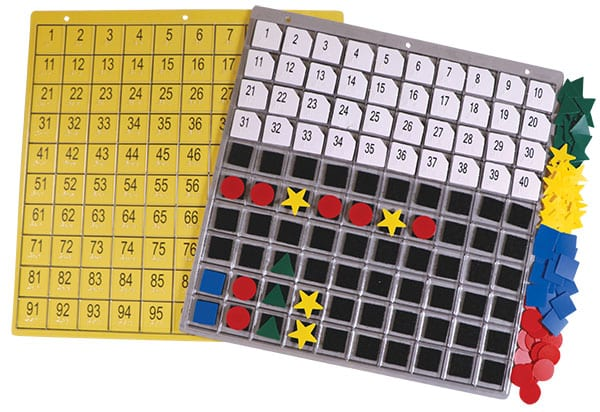 1 2 3 4 5 6 7
11 12 13 14 15 16 17
21 22 23 24 25 26 27
31 32 33 34 35 36
41 42 43 44 45 46
51 52 53 54 55 56
61 62 63 64 65 66
71 72 73 74 75 76
81 82 83 84 85
91 92 93 94 95
1 2 3 4 5 6 7 8 9 10
11 12 13 14 15 16 17 18 19 20
21 22 23 24 25 26 27 28 29 30
31 32 33 34 35 36 37 38 39 40